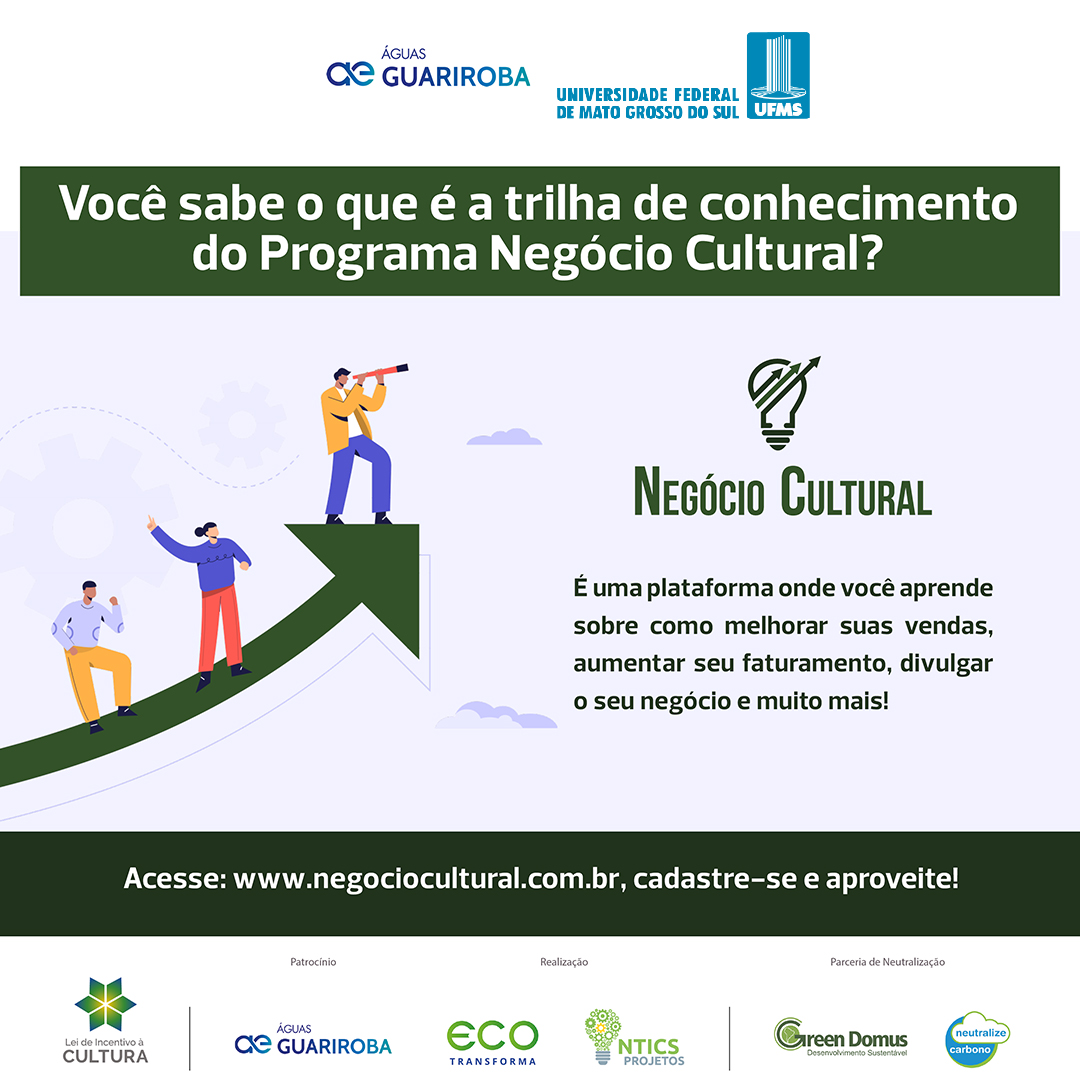 ÁGUAS
GUARIROBA
UNIVERSIDADE FEDERAL
DE MATO GROSSO DO SUL
UFMS
Você sabe o que é a trilha de conhecimento
do Programa Negócio Cultural?
NEGÓCIO CULTURAL
É uma plataforma onde você aprende
sobre como melhorar suas vendas,
aumentar seu faturamento, divulgar
o seu negócio e muito mais!
Acesse: www.negociocultural.com.br, cadastre-se e aproveite!
Patrocínio
Realização
Parceria de Neutralização
Lei de Incentivo à
CULTURA
ÁGUAS
GUARIROBA
ECO
TRANSFORMA
NTICS
PROJETOS
Green Domus
Desenvolvimento Sustentável
neutralize
carbono